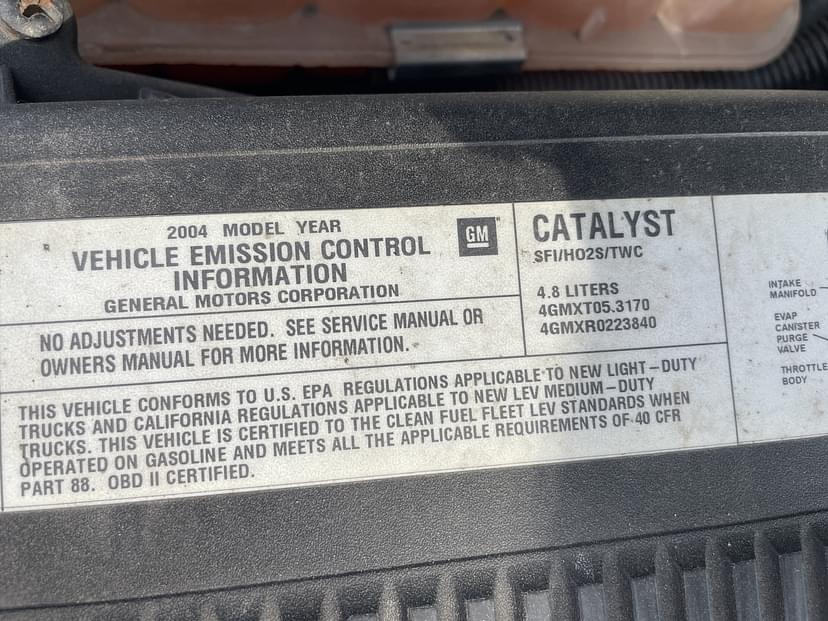 2004 MODEL YEAR
VEHICLE EMISSION CONTROL
INFORMATION
GENERAL MOTORS CORPORATION
GM
NO ADJUSTMENTS NEEDED. SEE SERVICE MANUAL OR
OWNERS MANUAL FOR MORE INFORMATION.
CATALYST
SFI/HO2S/TWC
4.8 LITERS
4GMXT05.3170
4GMXR0223840
THIS VEHICLE CONFORMS TO U.S. EPA REGULATIONS APPLICABLE TO NEW LIGHT-DUTY
TRUCKS AND CALIFORNIA REGULATIONS APPLICABLE TO NEW LEV MEDIUM-DUTY
TRUCKS. THIS VEHICLE IS CERTIFIED TO THE CLEAN FUEL FLEET LEV STANDARDS WHEN
OPERATED ON GASOLINE AND MEETS ALL THE APPLICABLE REQUIREMENTS OF 40 CFR
PART 88. OBD II CERTIFIED.
INTAKE
MANIFOLD
EVAP
CANISTER
PURGE
VALVE
THROTTLE
BODY